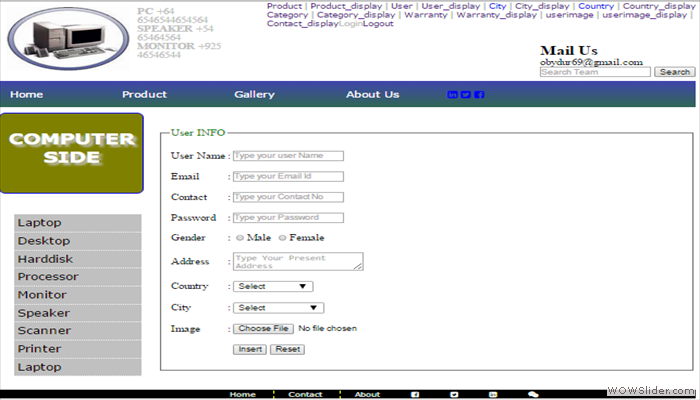 PC +64
6546544654564
SPEAKER +54
65464564
MONITOR +925
46546544
Product | Product_display | User | User_display | City | City_display | Country | Country_display
Category | Category_display | Warranty | Warranty_display | userimage | userimage_display |
Contact_displayLoginLogout
Mail Us
obydur69@gmail.com
Search Team Search
Home Product Gallery About Us
COMPUTER
SIDE
Laptop
Desktop
Harddisk
Processor
Monitor
Speaker
Scanner
Printer
Laptop
User INFO
User Name : Type your user Name
Email : Type your Email Id
Contact : Type your Contact No
Password : Type your Password
Gender : Male Female
Address : Type Your Present
Address
Country : Select
City : Select
Image : Choose File No file chosen
Insert Reset
Home Contact About
WOWSlider.com